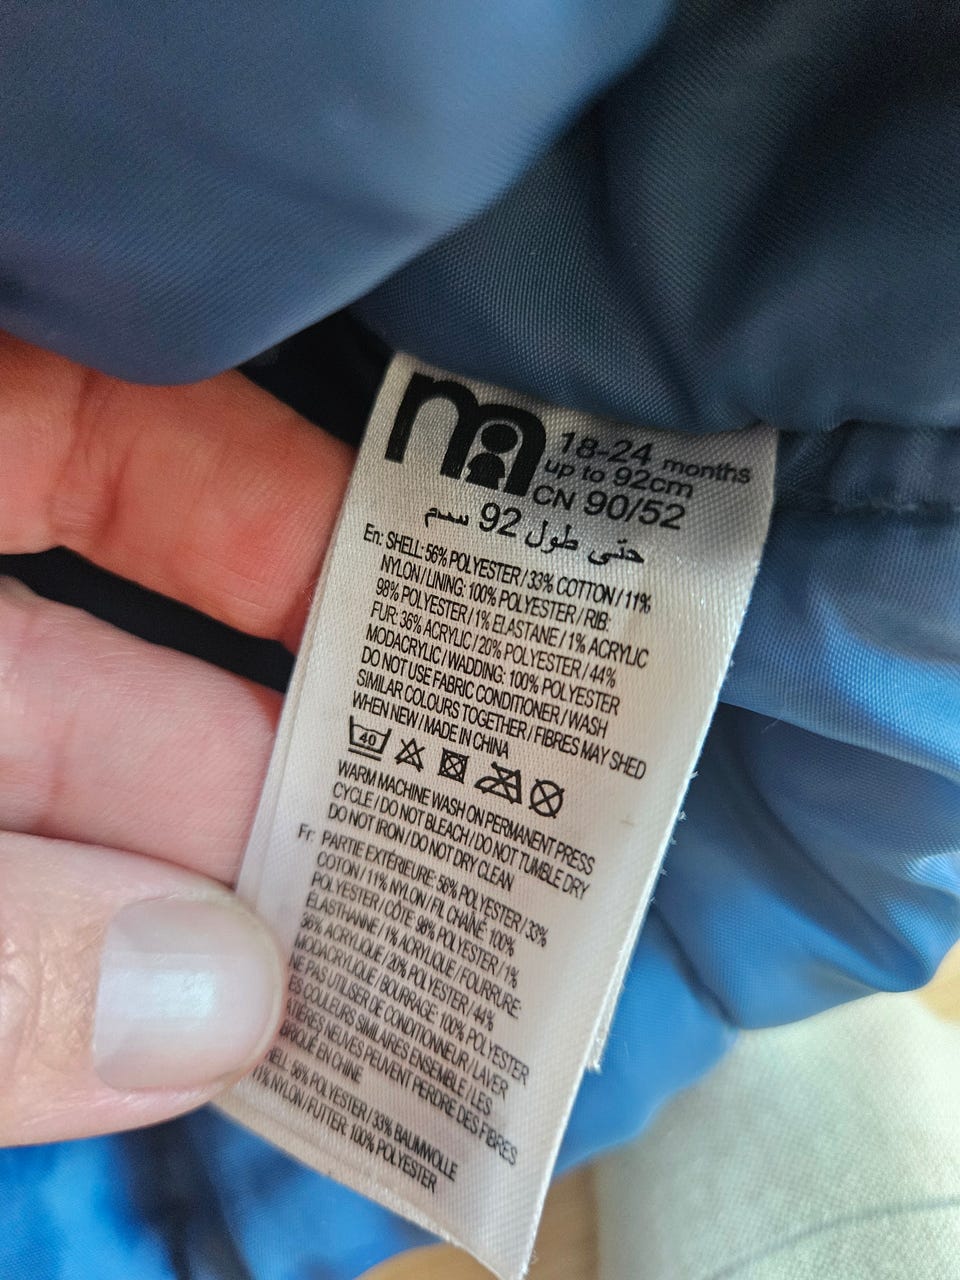 m
18-24 months
up to 92cm
CN 90/52
حتى طول 92 سم
En: SHELL: 56% POLYESTER / 33% COTTON / 11%
NYLON / LINING: 100% POLYESTER / RIB:
98% POLYESTER / 1% ELASTANE / 1% ACRYLIC
FUR: 36% ACRYLIC / 20% POLYESTER / 44%
MODACRYLIC / WADDING: 100% POLYESTER
DO NOT USE FABRIC CONDITIONER / WASH
SIMILAR COLOURS TOGETHER / FIBRES MAY SHED
WHEN NEW / MADE IN CHINA
40
WARM MACHINE WASH ON PERMANENT PRESS
CYCLE / DO NOT BLEACH / DO NOT TUMBLE DRY
DO NOT IRON / DO NOT DRY CLEAN
Fr: PARTIE EXTÉRIEURE: 56% POLYESTER / 33%
COTON / 11% NYLON / FIL CHAÎNE: 100%
POLYESTER / CÔTE: 98% POLYESTER / 1%
ÉLASTHANNE / 1% ACRYLIQUE / FOURRURE:
36% ACRYLIQUE / 20% POLYESTER / 44%
MODACRYLIQUE / BOURRAGE: 100% POLYESTER
NE PAS UTILISER DE CONDITIONNEUR / LAVER
LES COULEURS SIMILAIRES ENSEMBLE / LES
NEUVES PEUVENT PERDRE DES FIBRES
EN CHINE
56% POLYESTER / 33% BAUMWOLLE
11% NYLON / FUTTER: 100% POLYESTER